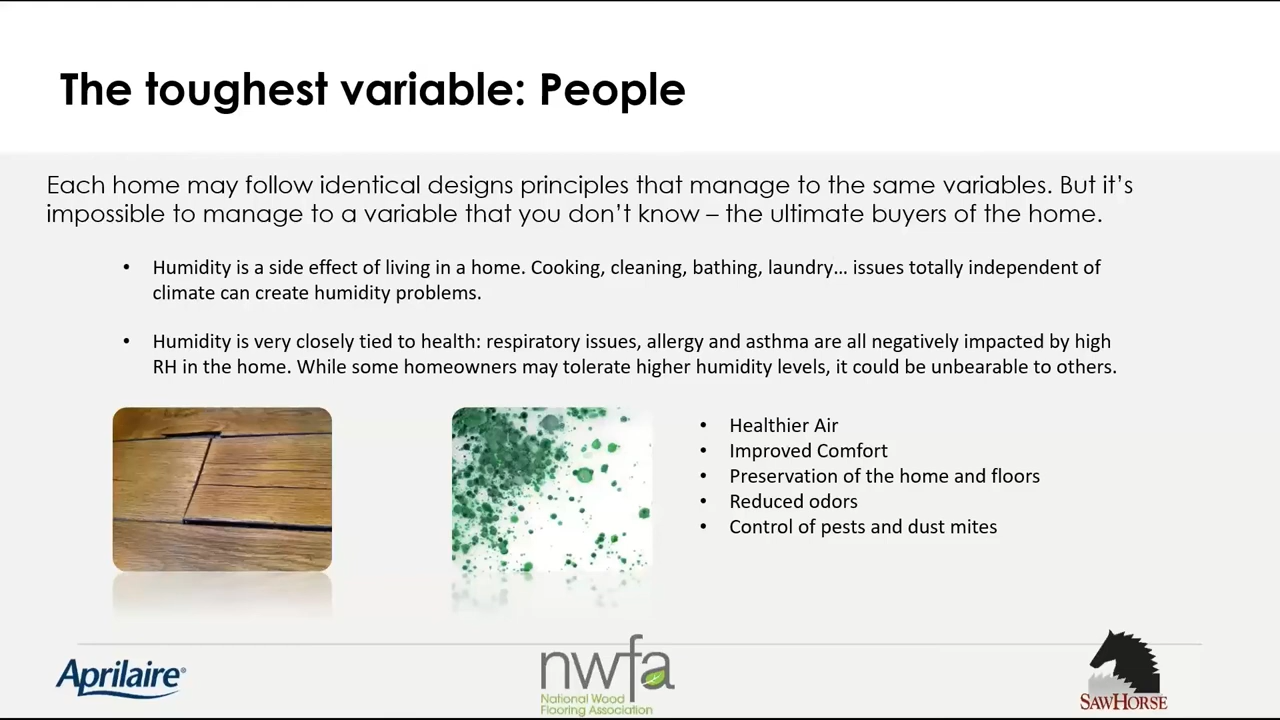 The toughest variable: People
Each home may follow identical designs principles that manage to the same variables. But it’s
impossible to manage to a variable that you don’t know – the ultimate buyers of the home.
• Humidity is a side effect of living in a home. Cooking, cleaning, bathing, laundry… issues totally independent of
climate can create humidity problems.
• Humidity is very closely tied to health: respiratory issues, allergy and asthma are all negatively impacted by high
RH in the home. While some homeowners may tolerate higher humidity levels, it could be unbearable to others.
• Healthier Air
• Improved Comfort
• Preservation of the home and floors
• Reduced odors
• Control of pests and dust mites
Aprilaire®
nwfa
National Wood
Flooring Association
SAWHORSE